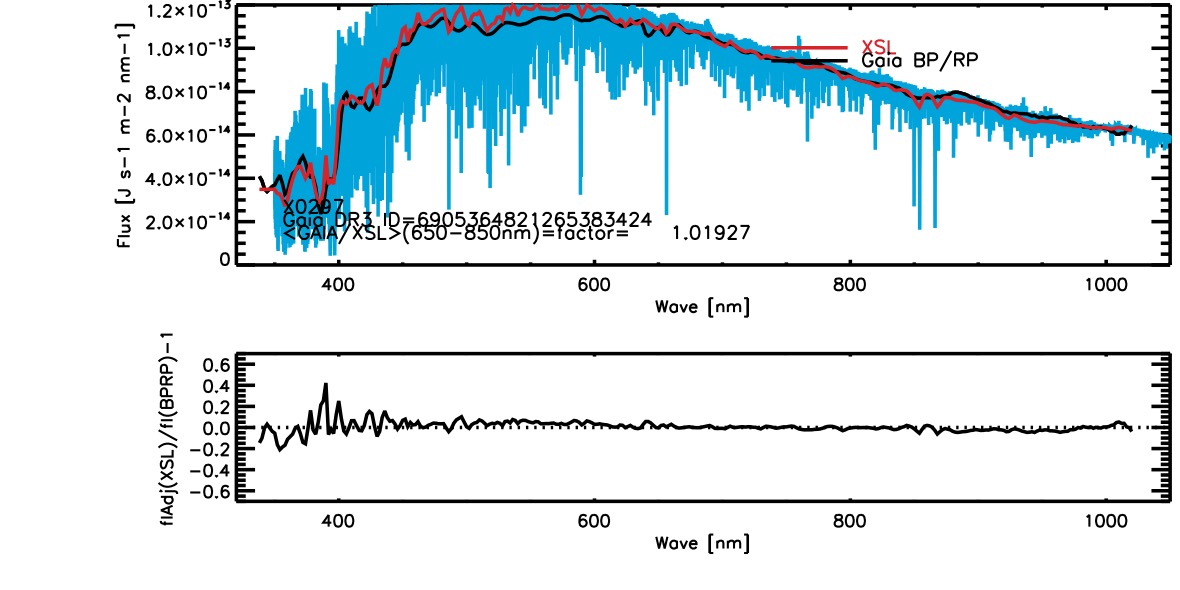 1.2×10⁻¹³
1.0×10⁻¹³
8.0×10⁻¹⁴
6.0×10⁻¹⁴
4.0×10⁻¹⁴
2.0×10⁻¹⁴
0
Flux [J s−1 m−2 nm−1]
XSL
Gaia BP/RP
X0297
Gaia DR3 ID=6905364821265383424
<GAIA/XSL>(650−850nm)=factor= 1.01927
400 600 800 1000
Wave [nm]
flAdj(XSL)/fl(BPRP)−1
0.6
0.4
0.2
0.0
−0.2
−0.4
−0.6
400 600 800 1000
Wave [nm]